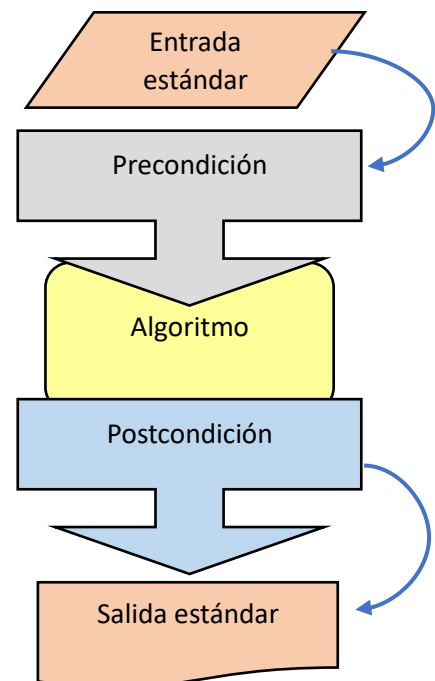 Entrada
estándar
Precondición
Algoritmo
Postcondición
Salida estándar